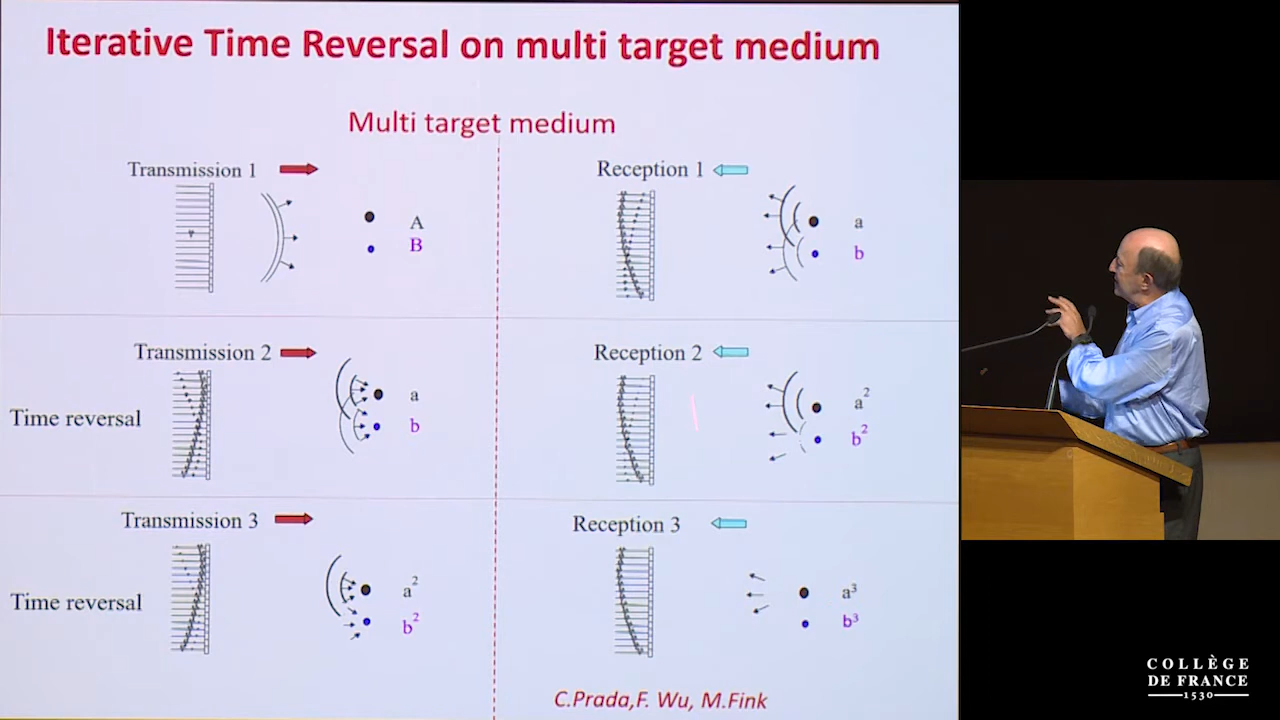 Iterative Time Reversal on multi target medium
Multi target medium
Transmission 1
A
B
Reception 1
a
b
Transmission 2
Time reversal
a
b
Reception 2
a²
b²
Transmission 3
Time reversal
a²
b²
Reception 3
a³
b³
C.Prada,F. Wu, M.Fink
COLLÈGE
DE FRANCE
1530